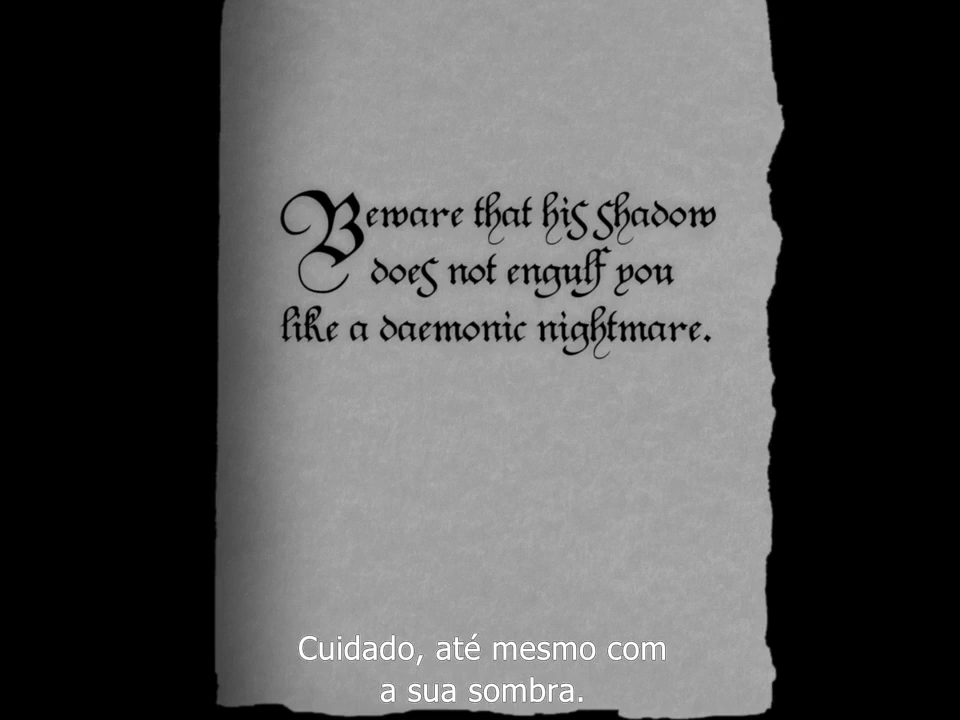 Beware that his shadow
does not engulf you
like a daemonic nightmare.
Cuidado, até mesmo com
a sua sombra.